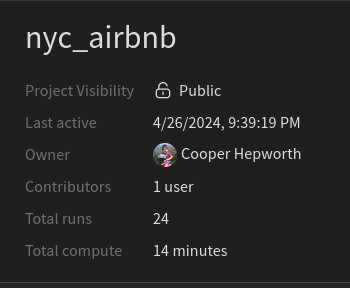 nyc_airbnb
Project Visibility Public
Last active 4/26/2024, 9:39:19 PM
Owner Cooper Hepworth
Contributors 1 user
Total runs 24
Total compute 14 minutes